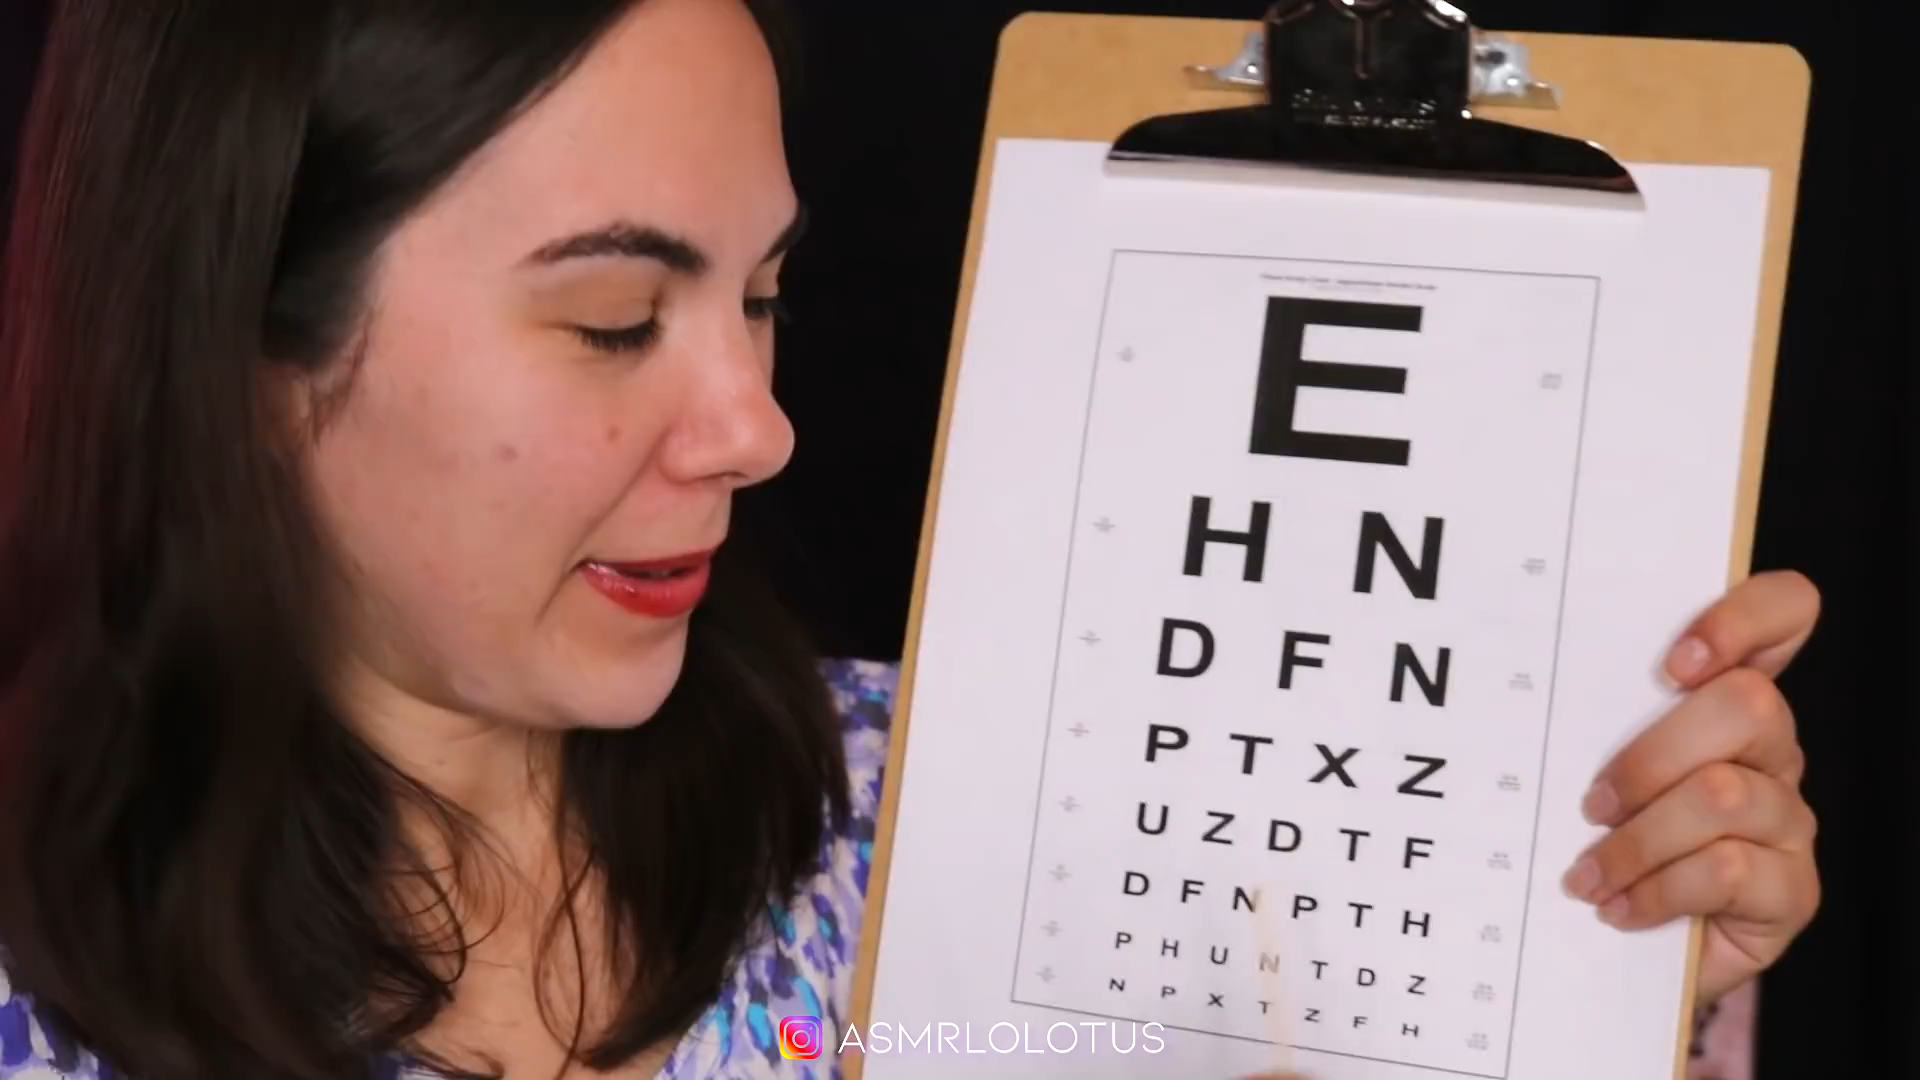 E
H N
D F N
P T X Z
U Z D T F
D F N P T H
P H U N T D Z
N P X T Z F H
ASMRLOLOTUS